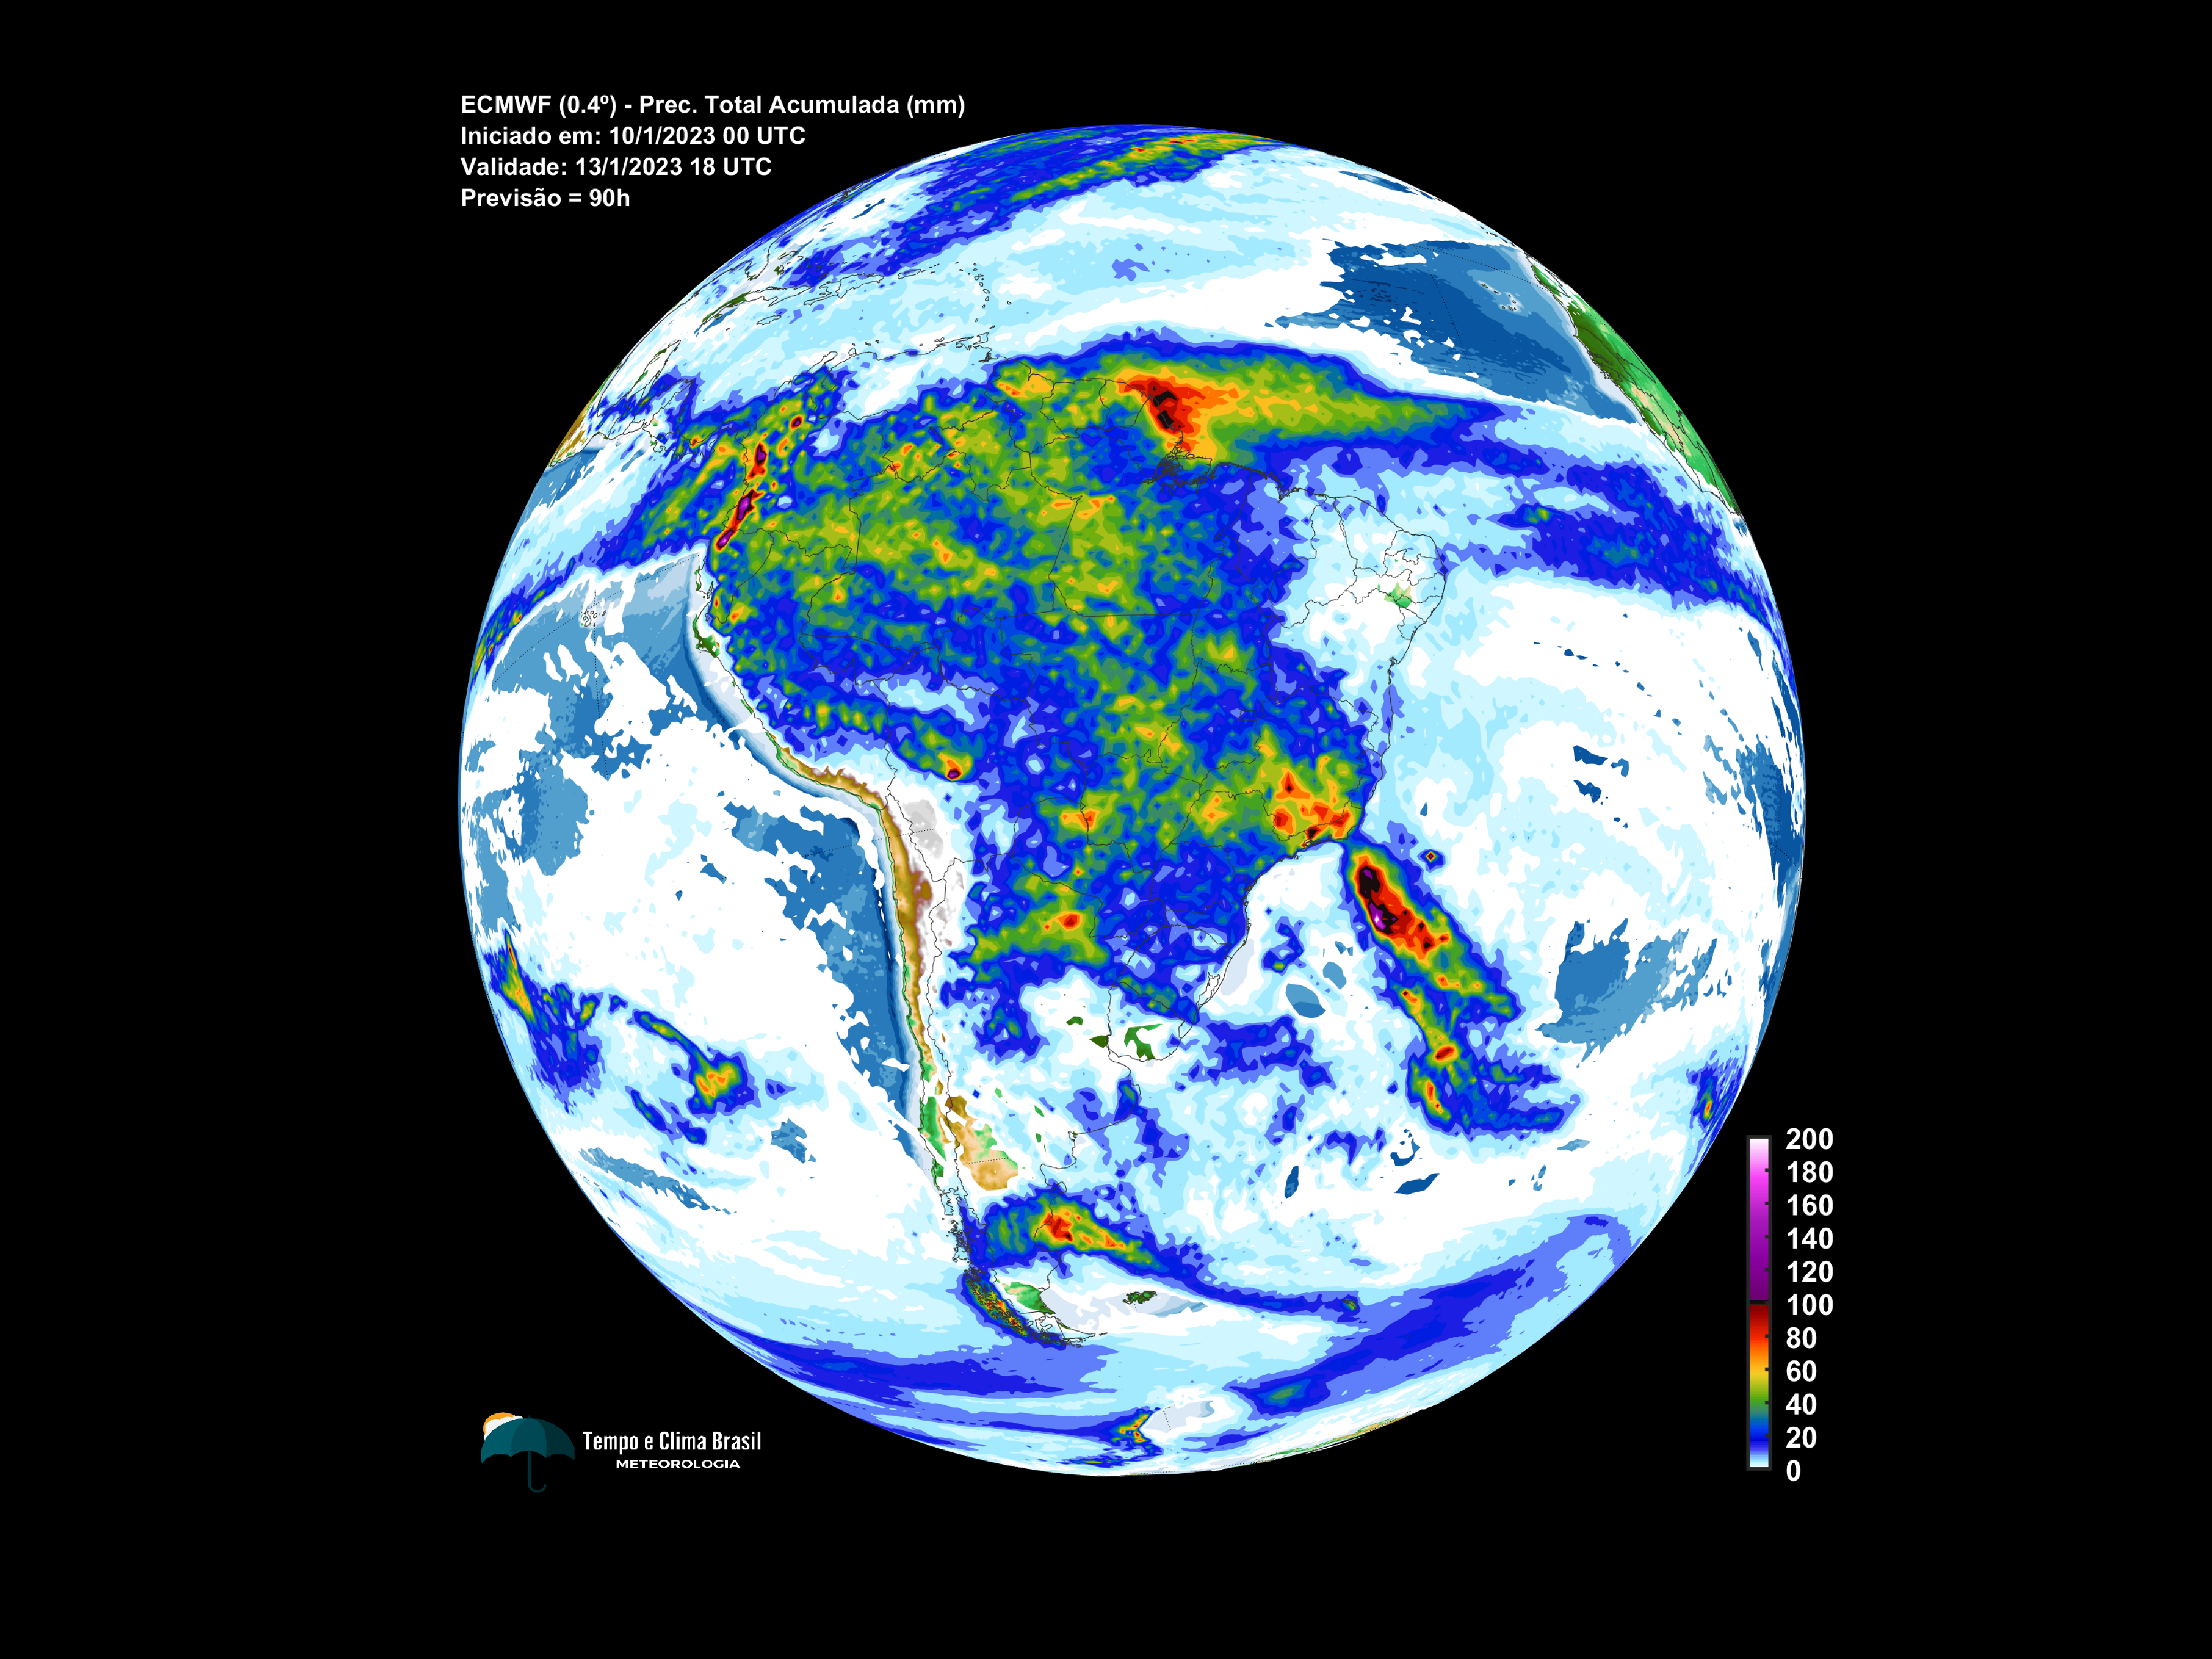 ECMWF (0.4º) - Prec. Total Acumulada (mm)
Iniciado em: 10/1/2023 00 UTC
Validade: 13/1/2023 18 UTC
Previsão = 90h
200
180
160
140
120
100
80
60
40
20
0
Tempo e Clima Brasil
METEOROLOGIA